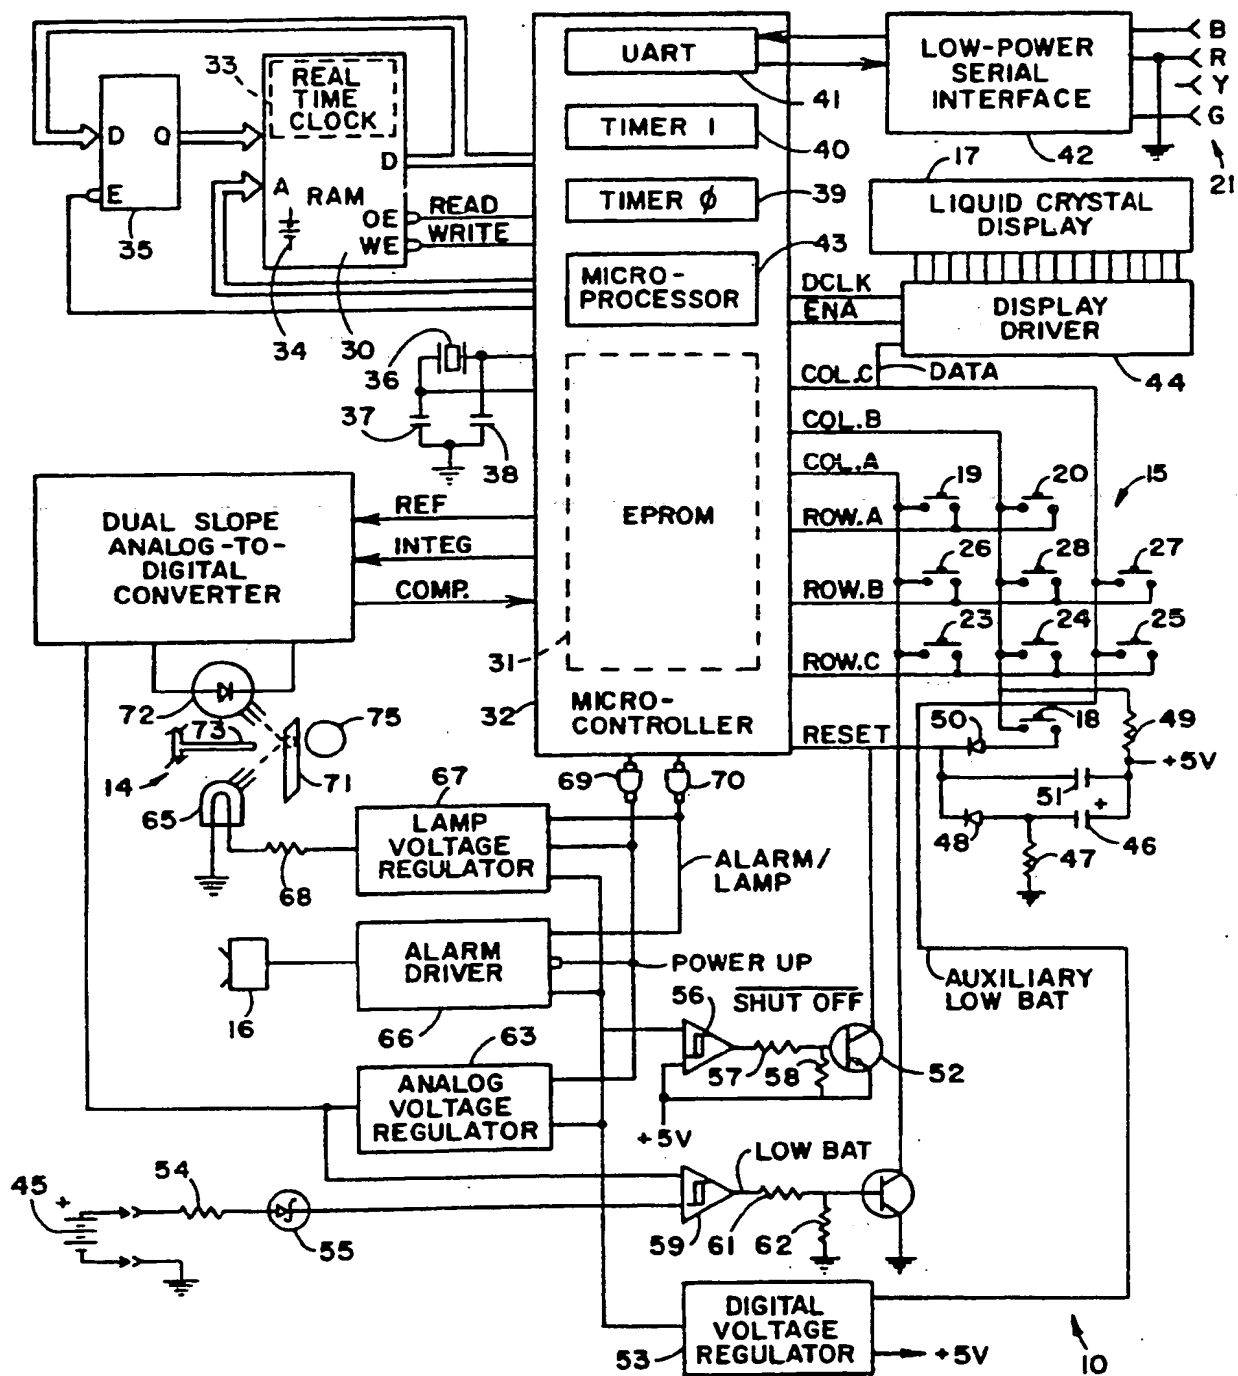 UART
41
LOW-POWER
SERIAL
INTERFACE
42
B
R
Y
G
21
33
REAL
TIME
CLOCK
D Q
E
35
A
RAM
D
OE
WE
READ
WRITE
34
30
TIMER 1
40
TIMER φ
39
43
MICRO-
PROCESSOR
17
LIQUID CRYSTAL
DISPLAY
DCLK
ENA
DISPLAY
DRIVER
44
DATA
COL.C
COL.B
COL.A
36
37
38
EPROM
31
32
MICRO-
CONTROLLER
DUAL SLOPE
ANALOG-TO-
DIGITAL
CONVERTER
REF
INTEG
COMP.
19
20
15
ROW.A
26
28
27
ROW.B
23
24
25
ROW.C
RESET
50
18
49
+5V
51
+
48
46
47
72
73
75
14
71
65
68
69
70
67
LAMP
VOLTAGE
REGULATOR
ALARM/
LAMP
ALARM
DRIVER
66
16
POWER UP
SHUT OFF
56
57
58
52
+5V
AUXILIARY
LOW BAT
63
ANALOG
VOLTAGE
REGULATOR
LOW BAT
45
+
54
55
59
61
62
DIGITAL
VOLTAGE
REGULATOR
53
+5V
10